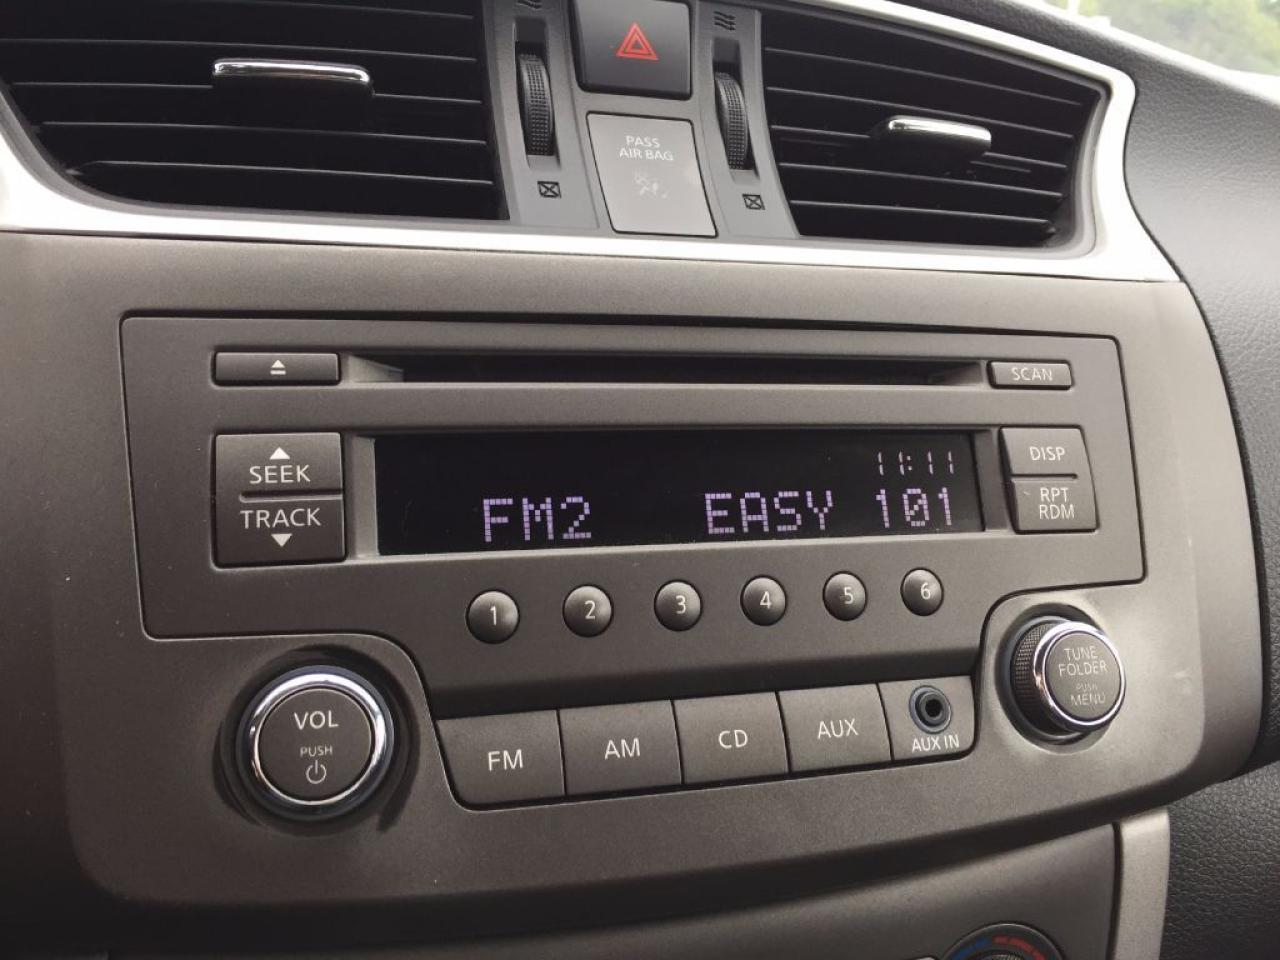 PASS
AIR BAG
SCAN
SEEK
TRACK
11:11
FM2 EASY 101
DISP
RPT
RDM
1 2 3 4 5 6
VOL
PUSH
FM AM CD AUX
AUX IN
TUNE
FOLDER
PUSH
MENU